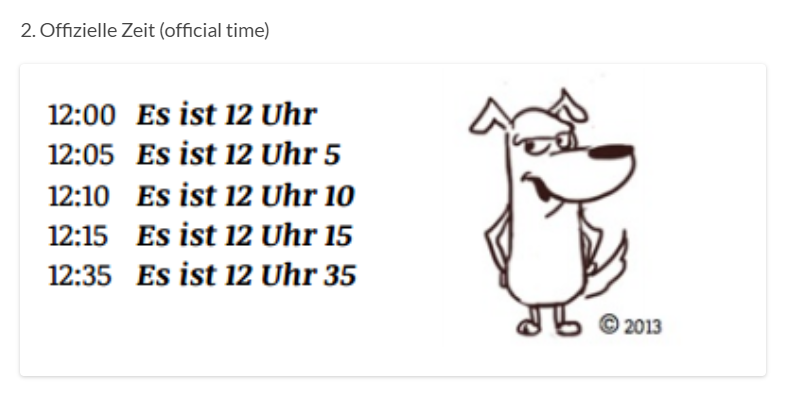 2. Offizielle Zeit (official time)
12:00 Es ist 12 Uhr
12:05 Es ist 12 Uhr 5
12:10 Es ist 12 Uhr 10
12:15 Es ist 12 Uhr 15
12:35 Es ist 12 Uhr 35
© 2013